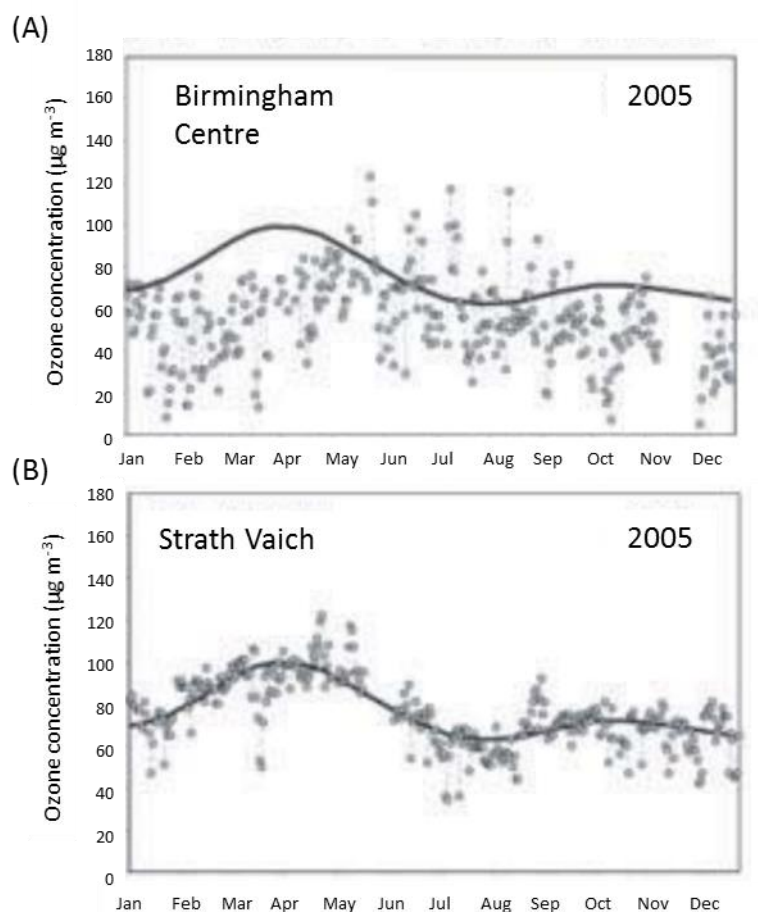 (A)
180
160
140
120
100
80
60
40
20
0
Ozone concentration (µg m⁻³)
Birmingham 2005
Centre
Jan Feb Mar Apr May Jun Jul Aug Sep Oct Nov Dec
(B)
180
160
140
120
100
80
60
40
20
0
Ozone concentration (µg m⁻³)
Strath Vaich 2005
Jan Feb Mar Apr May Jun Jul Aug Sep Oct Nov Dec